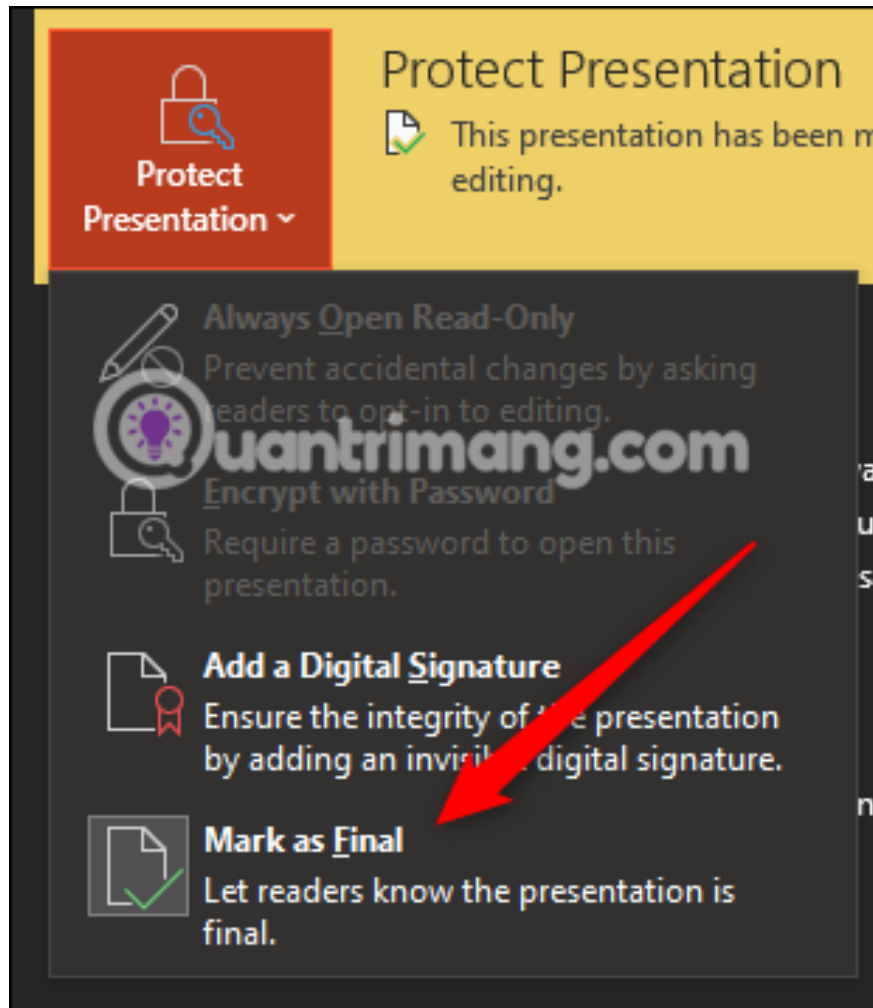 Protect Presentation
This presentation has been
editing.
Protect
Presentation
Always Open Read-Only
Prevent accidental changes by asking
readers to opt-in to editing.
Quantrimang.com
Encrypt with Password
Require a password to open this
presentation.
Add a Digital Signature
Ensure the integrity of the presentation
by adding an invisible digital signature.
Mark as Final
Let readers know the presentation is
final.